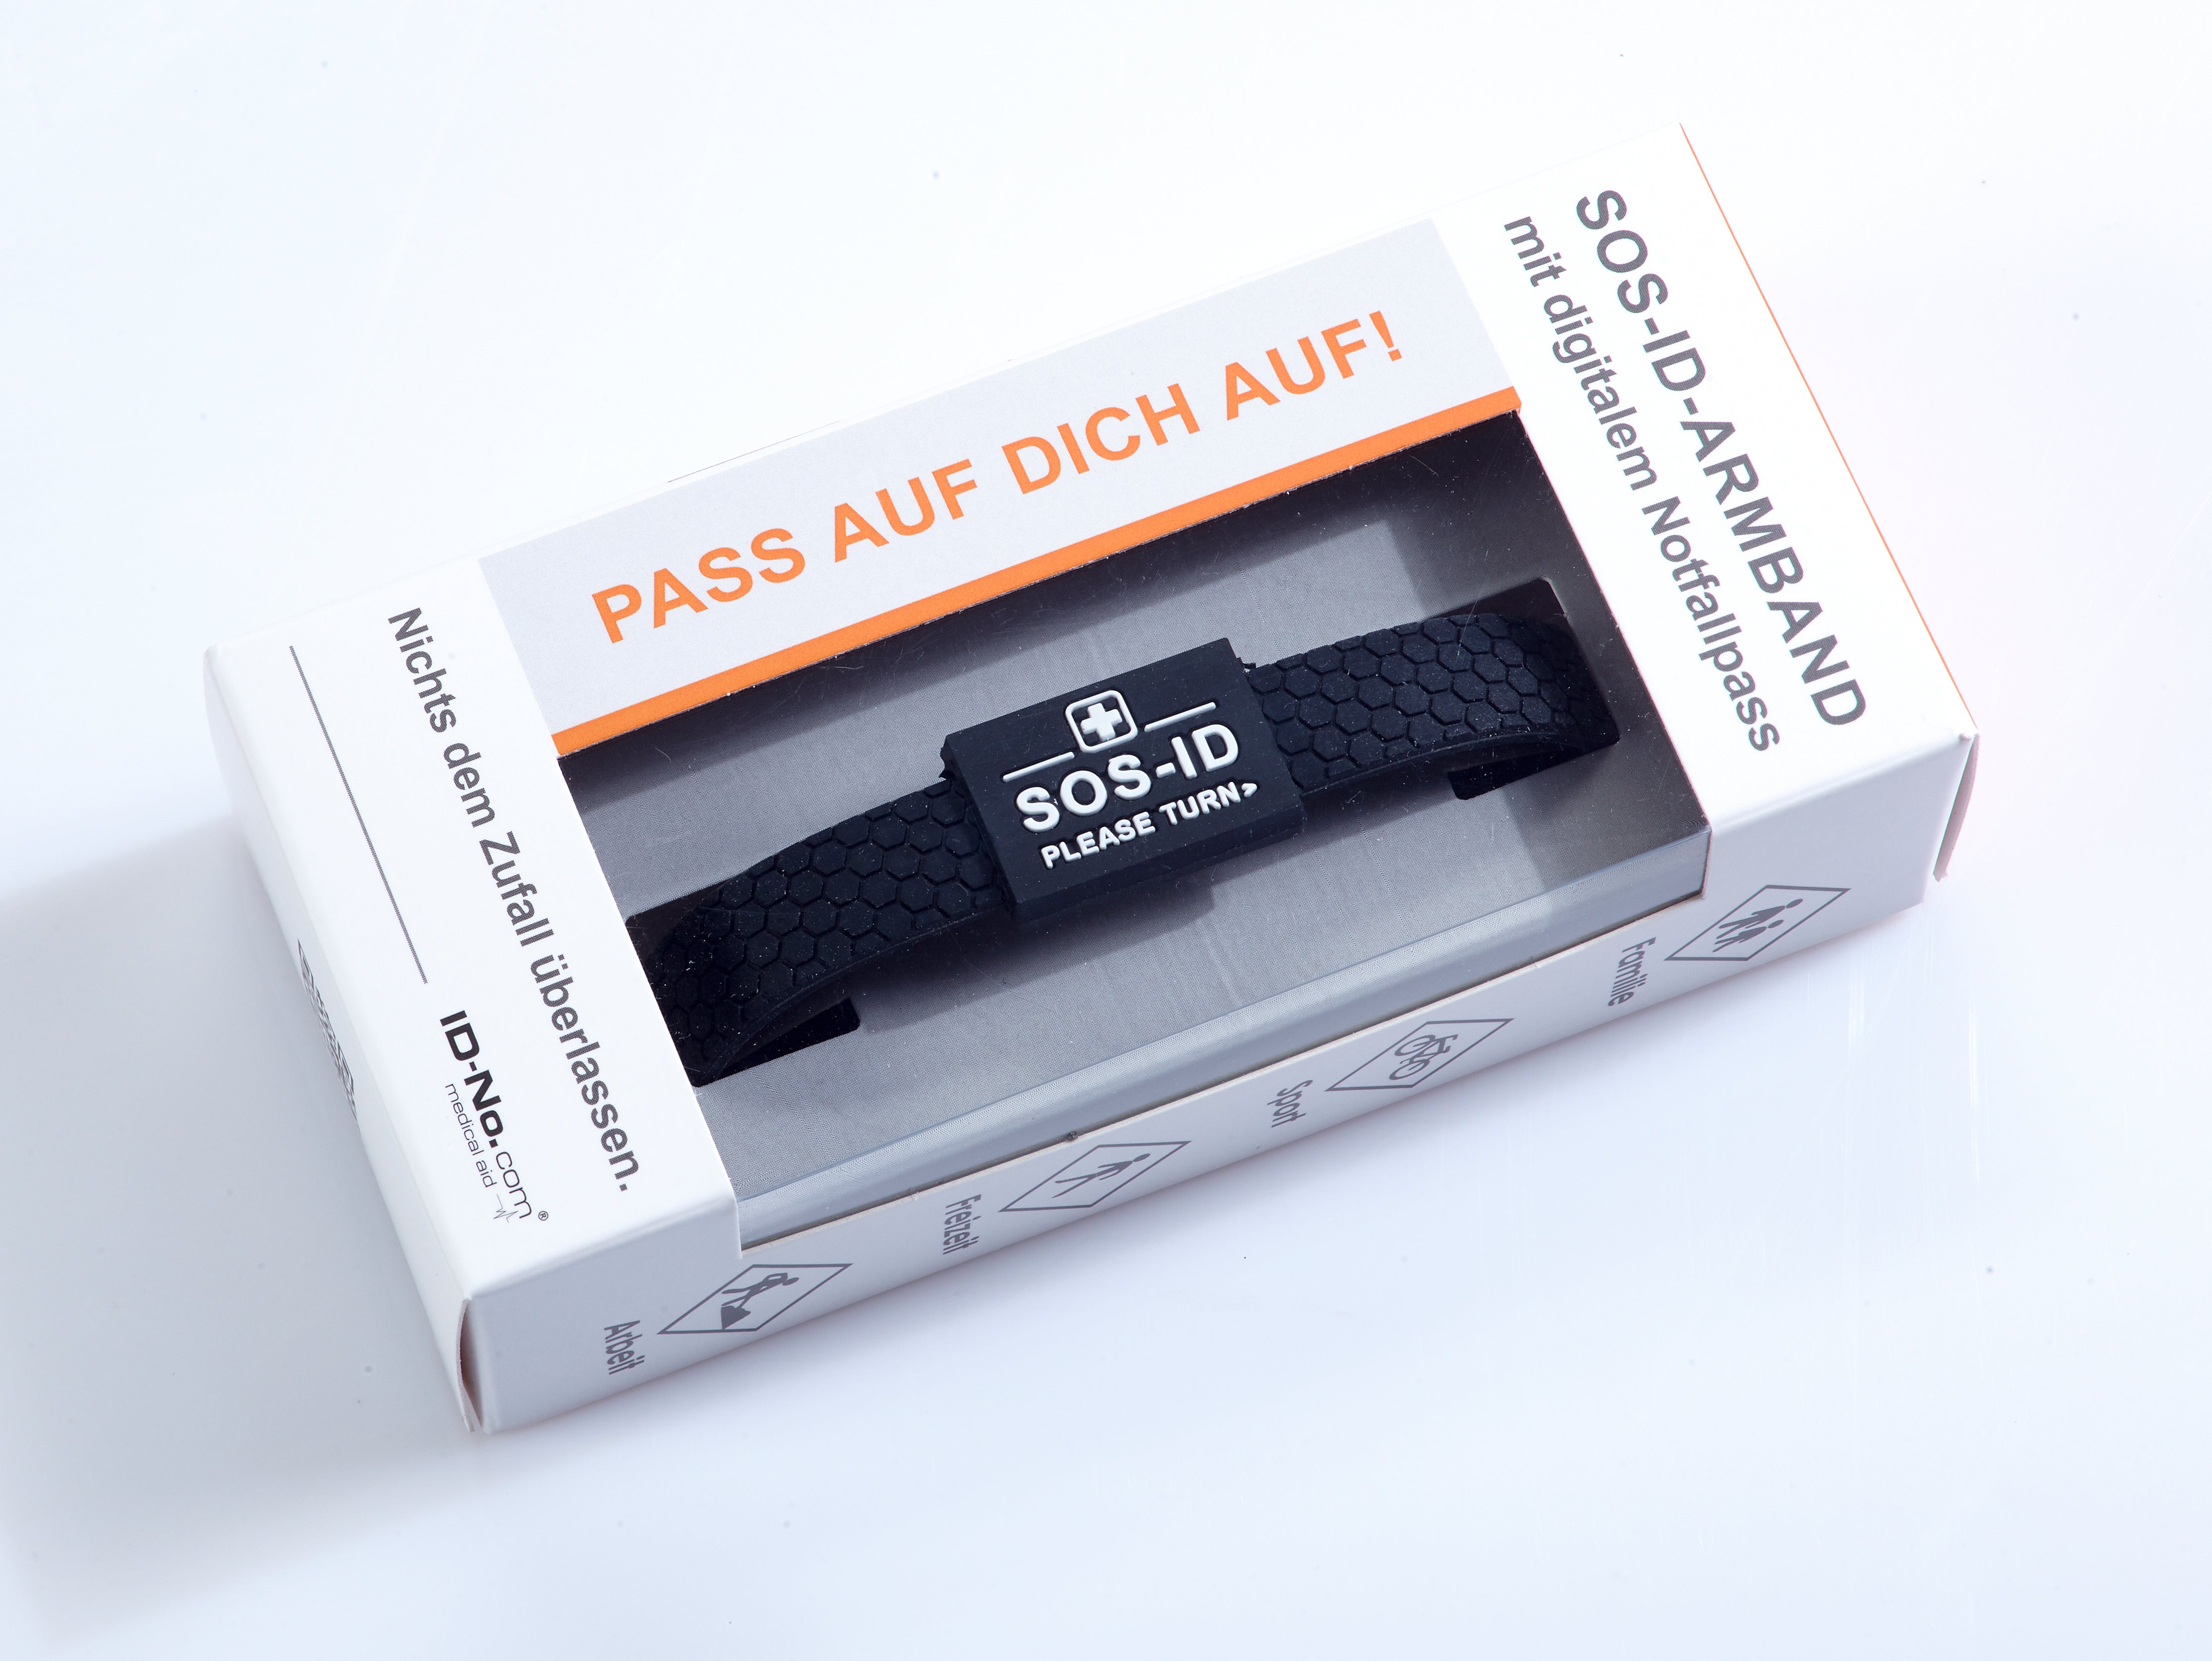 SOS-ID-ARMBAND
mit digitalem Notfallpass
PASS AUF DICH AUF!
SOS-ID
PLEASE TURN>
Nichts dem Zufall überlassen.
ID-No.com®
medical aid
Familie
Sport
Freizeit
Arbeit